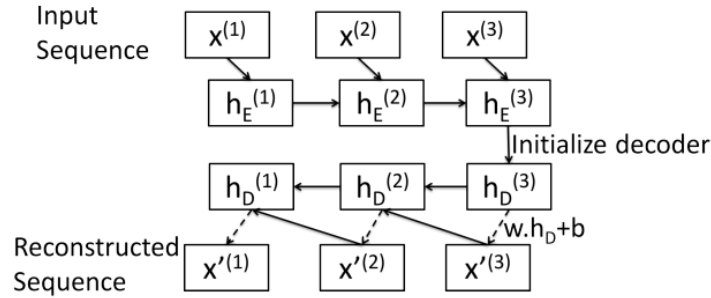 Input
Sequence
x(1) x(2) x(3)
hE(1) hE(2) hE(3)
Initialize decoder
hD(1) hD(2) hD(3)
w.hD+b
Reconstructed
Sequence
x'(1) x'(2) x'(3)